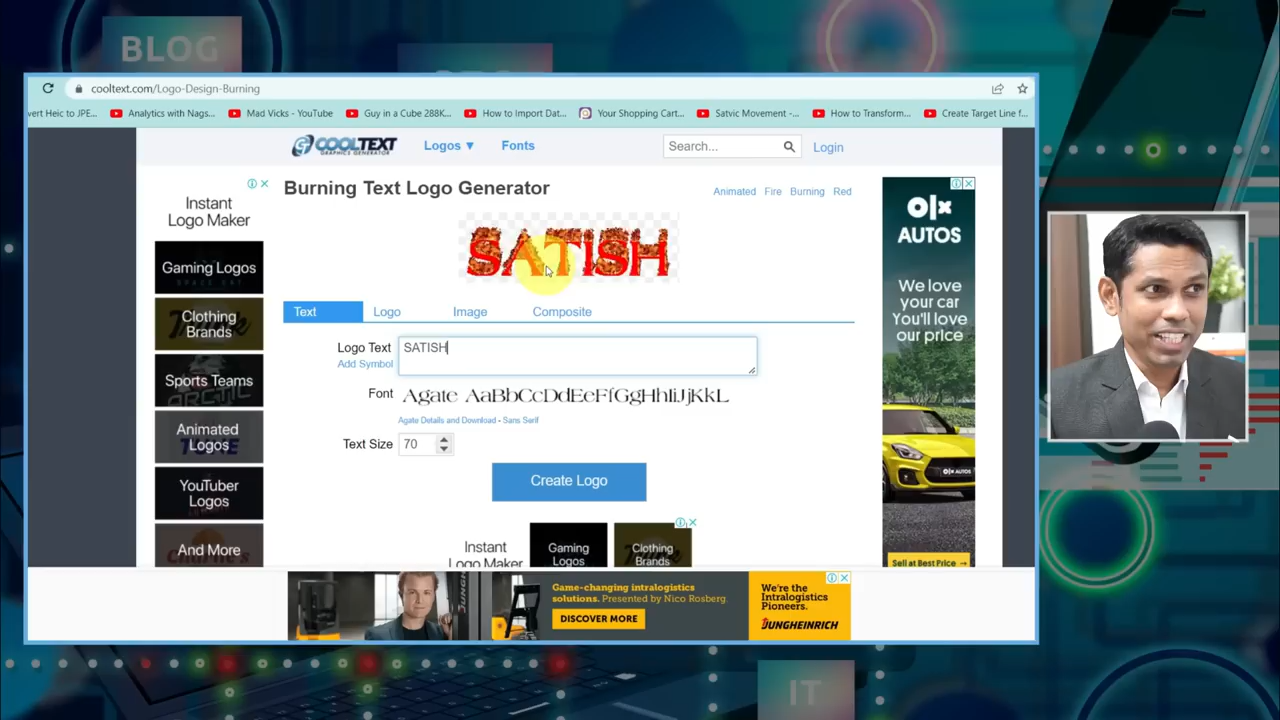 BLOG
cooltext.com/Logo-Design-Burning
vert Heic to JPE...
Analytics with Nags...
Mad Vicks - YouTube
Guy in a Cube 288K...
How to Import Dat...
Your Shopping Cart...
Satvic Movement -...
How to Transform...
Create Target Line f...
COOLTEXT
GRAPHICS GENERATOR
Logos ▼
Fonts
Search...
Login
Burning Text Logo Generator
Animated Fire Burning Red
Instant
Logo Maker
Gaming Logos
Clothing
Brands
Sports Teams
Animated
Logos
YouTuber
Logos
And More
SATISH
Text
Logo
Image
Composite
Logo Text
SATISH
Add Symbol
Font
Agate AaBbCcDdEeFfGgHhIiJjKkL
Agate Details and Download - Sans Serif
Text Size
70
Create Logo
Instant
Logo Maker
Gaming
Logos
Clothing
Brands
olx
AUTOS
We love
your car
You'll love
our price
OLX AUTOS
Sell at Best Price →
Game-changing intralogistics
solutions. Presented by Nico Rosberg.
DISCOVER MORE
We're the
Intralogistics
Pioneers.
JUNGHEINRICH
IT